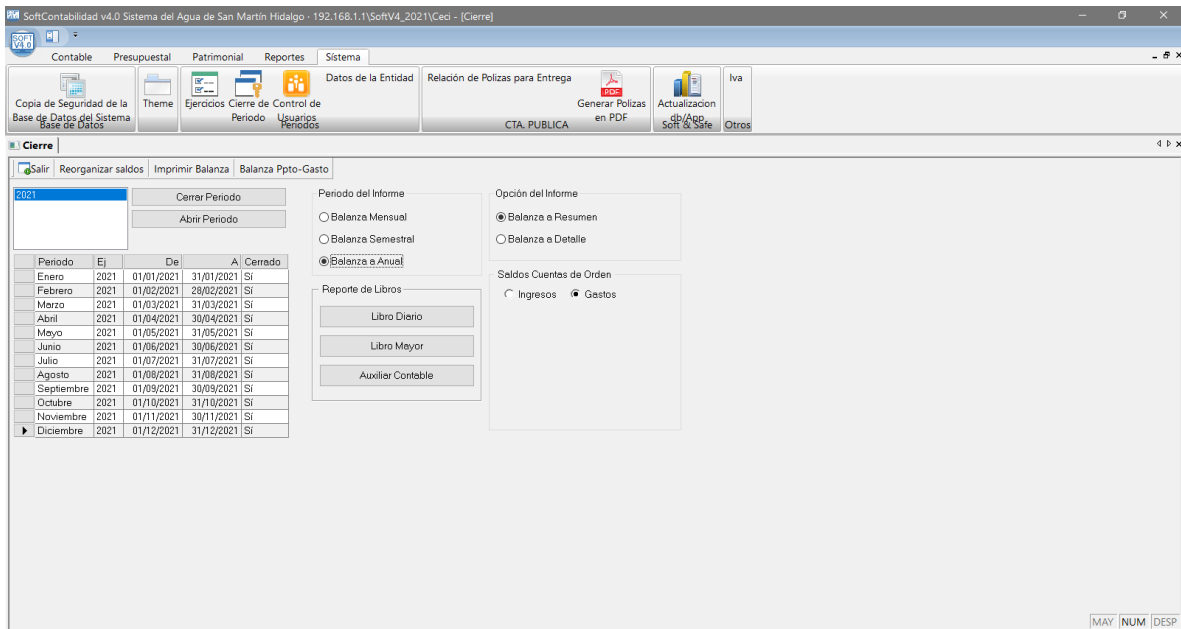 SoftContabilidad v4.0 Sistema del Agua de San Martín Hidalgo · 192.168.1.1\SoftV4_2021\Ceci - [Cierre]
SOFT V4.0
Contable Presupuestal Patrimonial Reportes Sístema
Copia de Seguridad de la Base de Datos del Sistema
Base de Datos
Theme
Ejercicios
Cierre de Periodo
Control de Usuarios
Datos de la Entidad
Periodos
Relación de Polizas para Entrega
PDF
Generar Polizas en PDF
CTA. PUBLICA
Actualizacion db/App
Soft & Safe
Iva
Otros
Cierre
Salir Reorganizar saldos Imprimir Balanza Balanza Ppto-Gasto
2021
Cerrar Periodo
Abrir Periodo
Periodo Ej De A Cerrado
Enero 2021 01/01/2021 31/01/2021 Sí
Febrero 2021 01/02/2021 28/02/2021 Sí
Marzo 2021 01/03/2021 31/03/2021 Sí
Abril 2021 01/04/2021 30/04/2021 Sí
Mayo 2021 01/05/2021 31/05/2021 Sí
Junio 2021 01/06/2021 30/06/2021 Sí
Julio 2021 01/07/2021 31/07/2021 Sí
Agosto 2021 01/08/2021 31/08/2021 Sí
Septiembre 2021 01/09/2021 30/09/2021 Sí
Octubre 2021 01/10/2021 31/10/2021 Sí
Noviembre 2021 01/11/2021 30/11/2021 Sí
Diciembre 2021 01/12/2021 31/12/2021 Sí
Periodo del Informe
Balanza Mensual
Balanza Semestral
Balanza a Anual
Reporte de Libros
Libro Diario
Libro Mayor
Auxiliar Contable
Opción del Informe
Balanza a Resumen
Balanza a Detalle
Saldos Cuentas de Orden
Ingresos Gastos
MAY NUM DESP